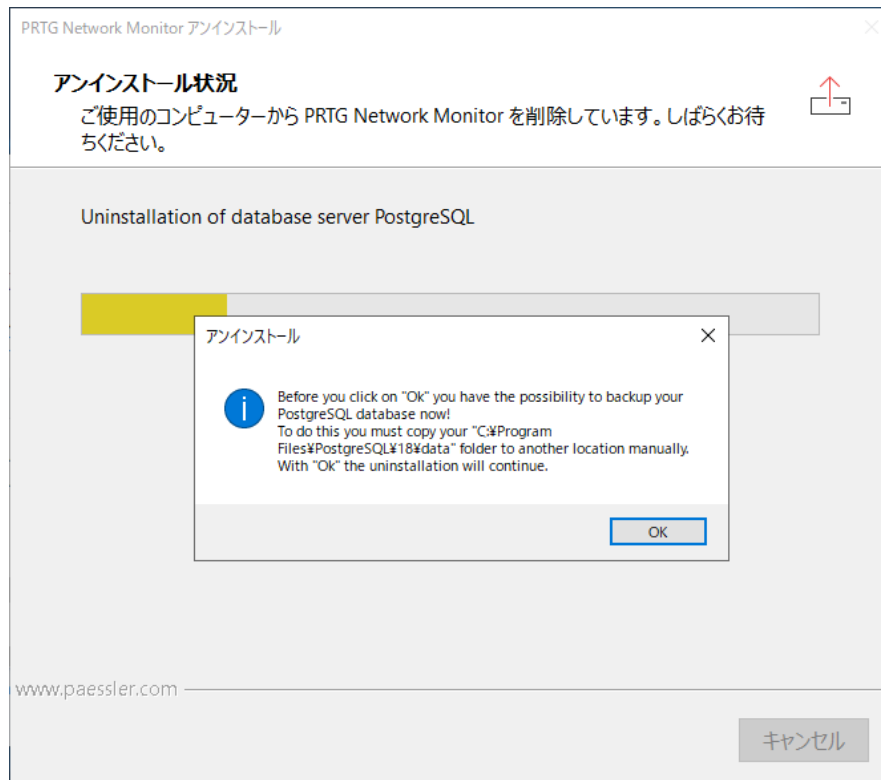 PRTG Network Monitor アンインストール
アンインストール状況
ご使用のコンピューターから PRTG Network Monitor を削除しています。しばらくお待
ちください。
Uninstallation of database server PostgreSQL
アンインストール
Before you click on "Ok" you have the possibility to backup your
PostgreSQL database now!
To do this you must copy your "C:¥Program
Files¥PostgreSQL¥18¥data" folder to another location manually.
With "Ok" the uninstallation will continue.
OK
www.paessler.com
キャンセル